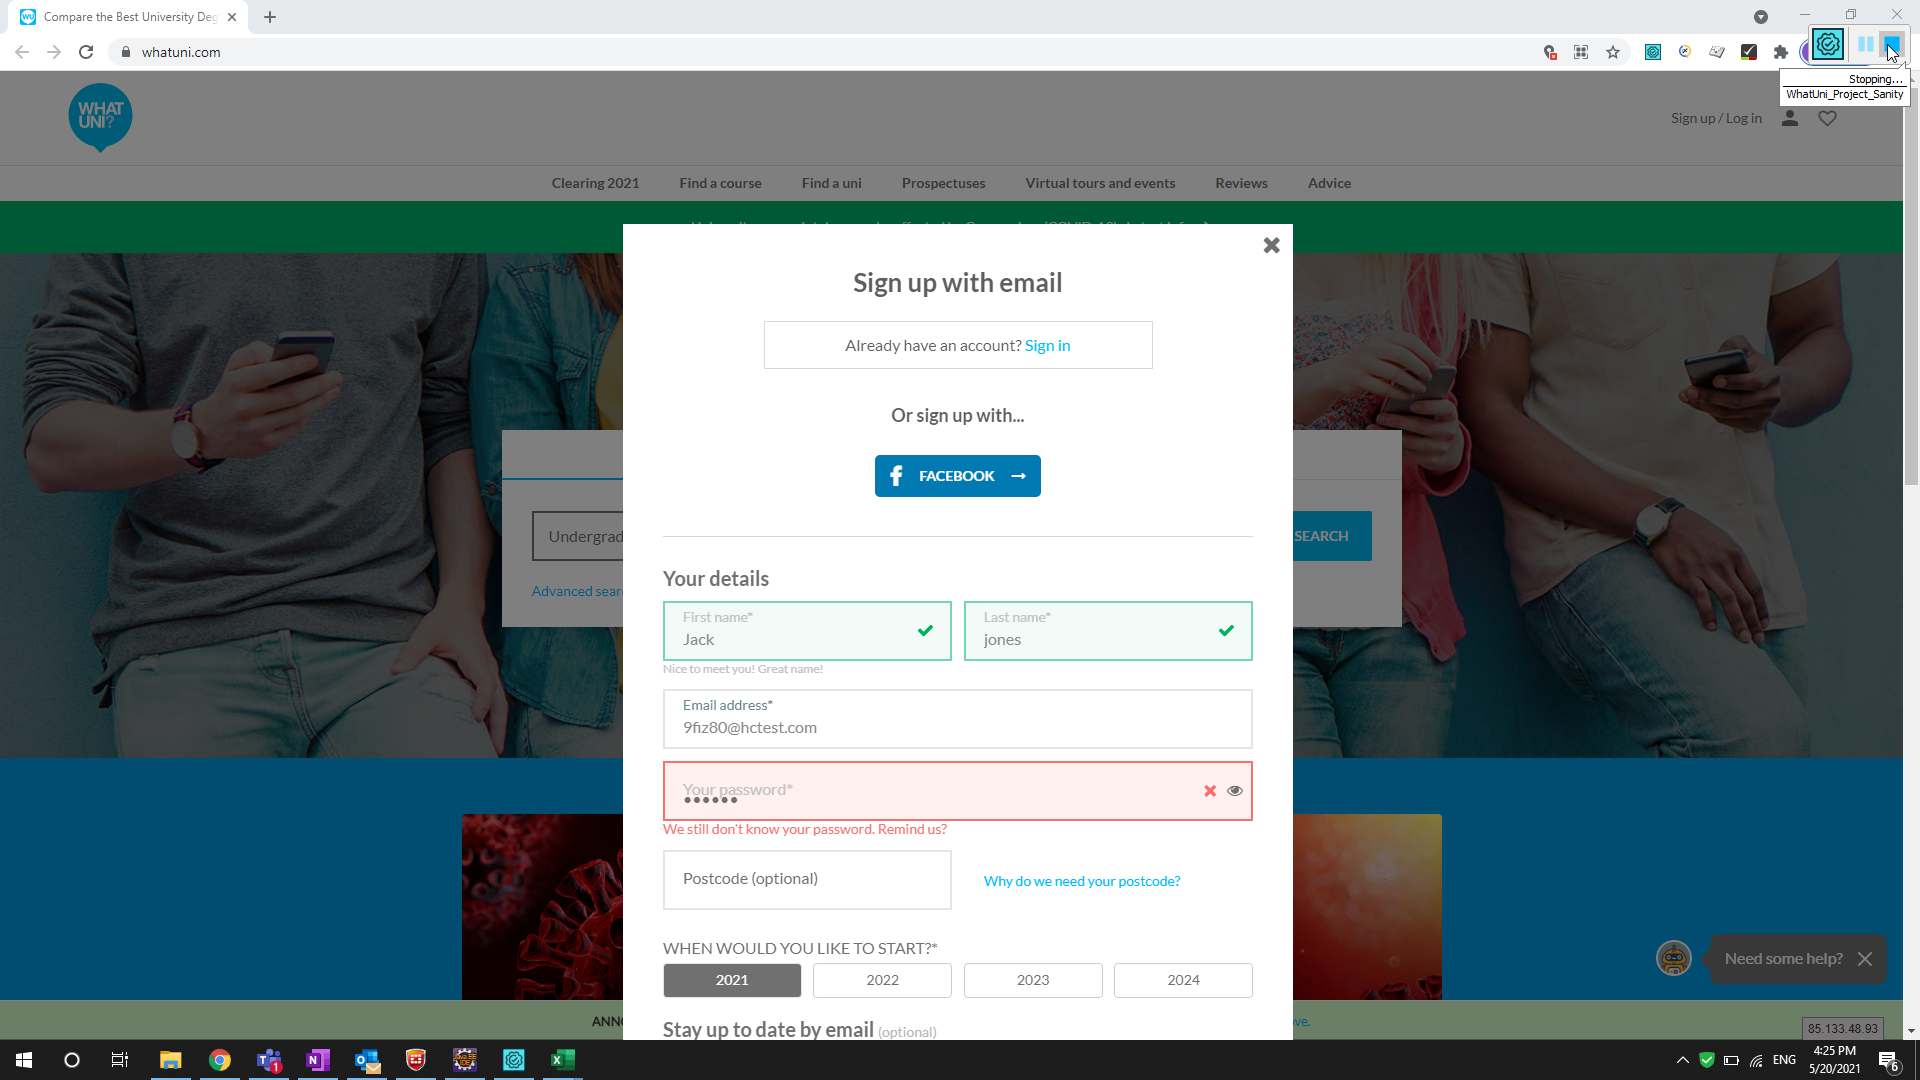 Compare the Best University Deg
whatuni.com
Stopping...
WhatUni_Project_Sanity
WHAT
UNI?
Sign up / Log in
Clearing 2021
Find a course
Find a uni
Prospectuses
Virtual tours and events
Reviews
Advice
Sign up with email
Already have an account? Sign in
Or sign up with...
FACEBOOK
Undergrad
SEARCH
Advanced sear
Your details
First name*
Jack
Last name*
jones
Nice to meet you! Great name!
Email address*
9fiz80@hctest.com
Your password*
We still don't know your password. Remind us?
Postcode (optional)
Why do we need your postcode?
WHEN WOULD YOU LIKE TO START?*
2021
2022
2023
2024
Need some help?
Stay up to date by email (optional)
85.133.48.93
ENG
4:25 PM
5/20/2021
1
6